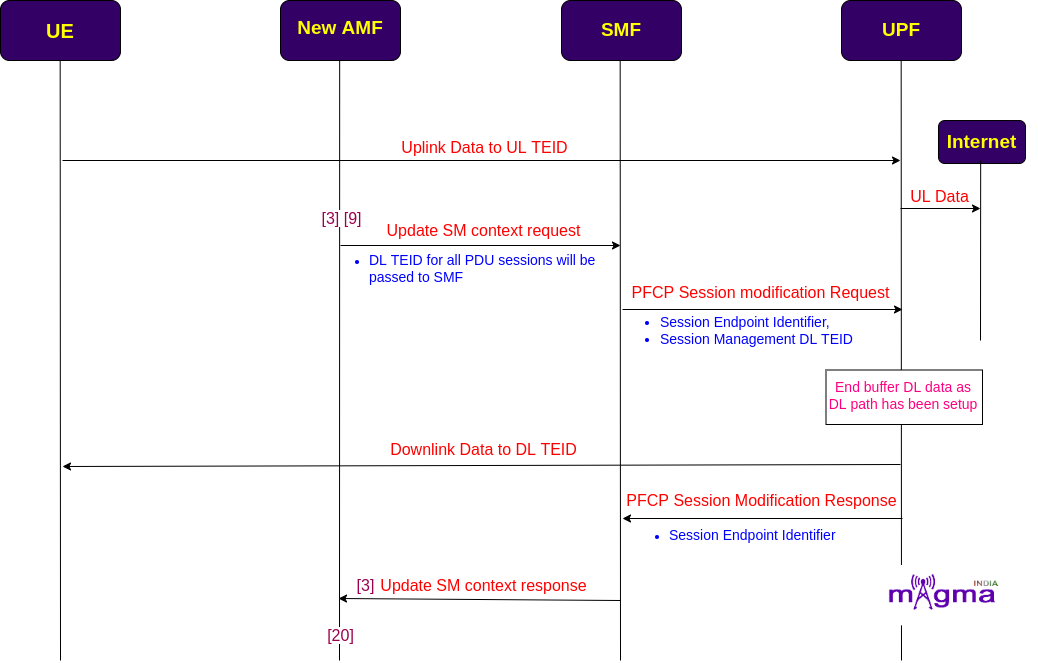 UE
New AMF
SMF
UPF
Internet
Uplink Data to UL TEID
UL Data
[3] [9]
Update SM context request
DL TEID for all PDU sessions will be
passed to SMF
PFCP Session modification Request
Session Endpoint Identifier,
Session Management DL TEID
End buffer DL data as
DL path has been setup
Downlink Data to DL TEID
PFCP Session Modification Response
Session Endpoint Identifier
[3] Update SM context response
INDIA
magma
[20]